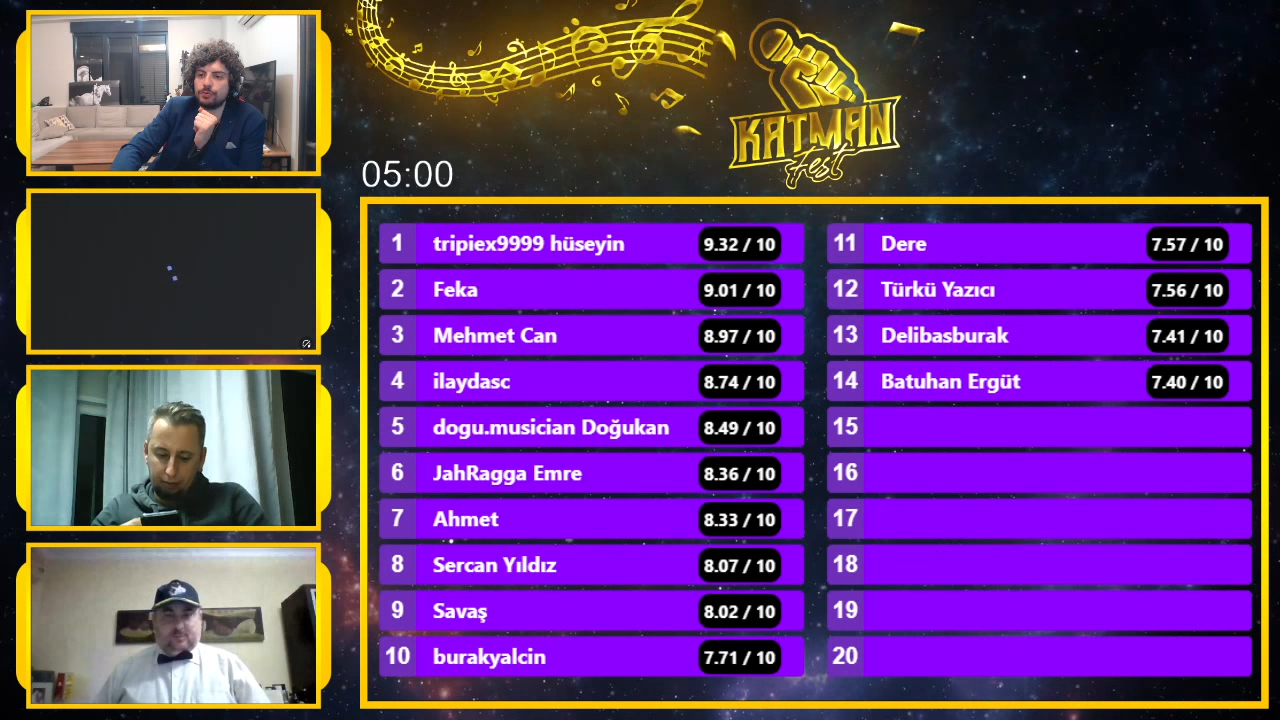 KATMAN
Fest
05:00
1 tripiex9999 hüseyin 9.32 / 10
2 Feka 9.01 / 10
3 Mehmet Can 8.97 / 10
4 ilaydasc 8.74 / 10
5 dogu.musician Doğukan 8.49 / 10
6 JahRagga Emre 8.36 / 10
7 Ahmet 8.33 / 10
8 Sercan Yıldız 8.07 / 10
9 Savaş 8.02 / 10
10 burakyalcin 7.71 / 10
11 Dere 7.57 / 10
12 Türkü Yazıcı 7.56 / 10
13 Delibasburak 7.41 / 10
14 Batuhan Ergüt 7.40 / 10
15
16
17
18
19
20